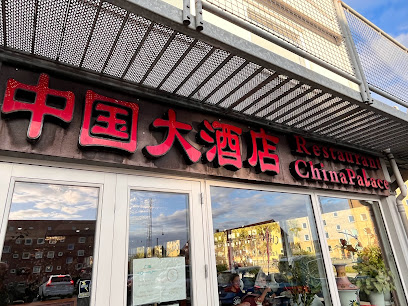 中国大酒店
Restaurant
ChinaPalace